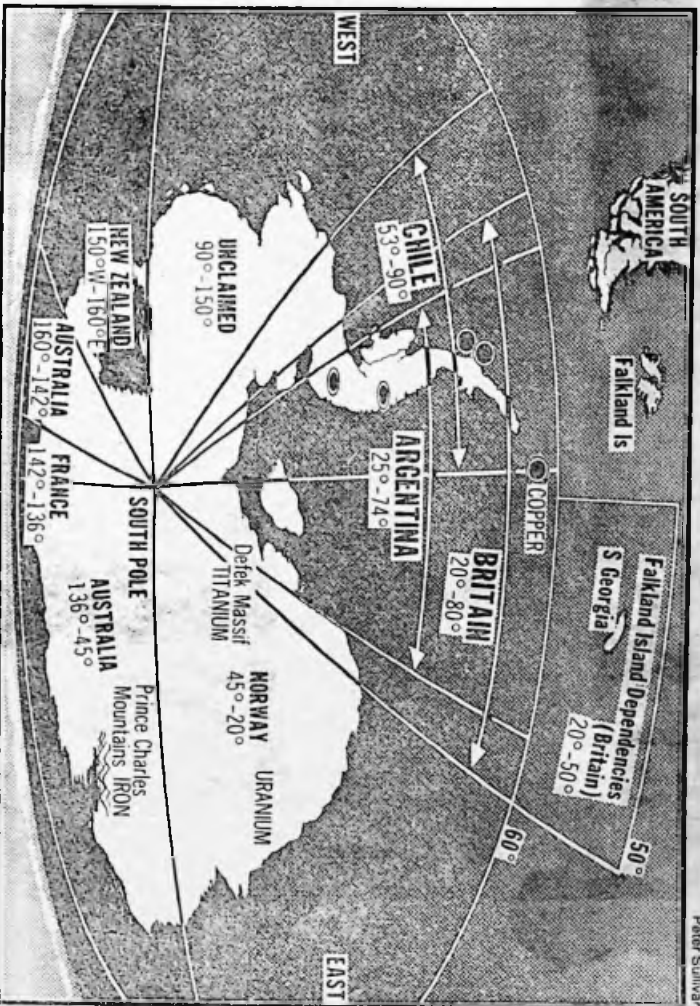 WEST
SOUTH
AMERICA
Falkland Is
Falkland Island Dependencies
(Britain)
20°-50°
S Georgia
50°
60°
EAST
COPPER
CHILE
53°-90°
ARGENTINA
25°-74°
BRITAIN
20°-80°
UNCLAIMED
90°-150°
NEW ZEALAND
150°W-160°E
AUSTRALIA
160°-142°
FRANCE
142°-136°
SOUTH POLE
Defek Massif
TITANIUM
NORWAY
45°-20°
URANIUM
AUSTRALIA
136°-45°
Prince Charles
Mountains IRON
Peter